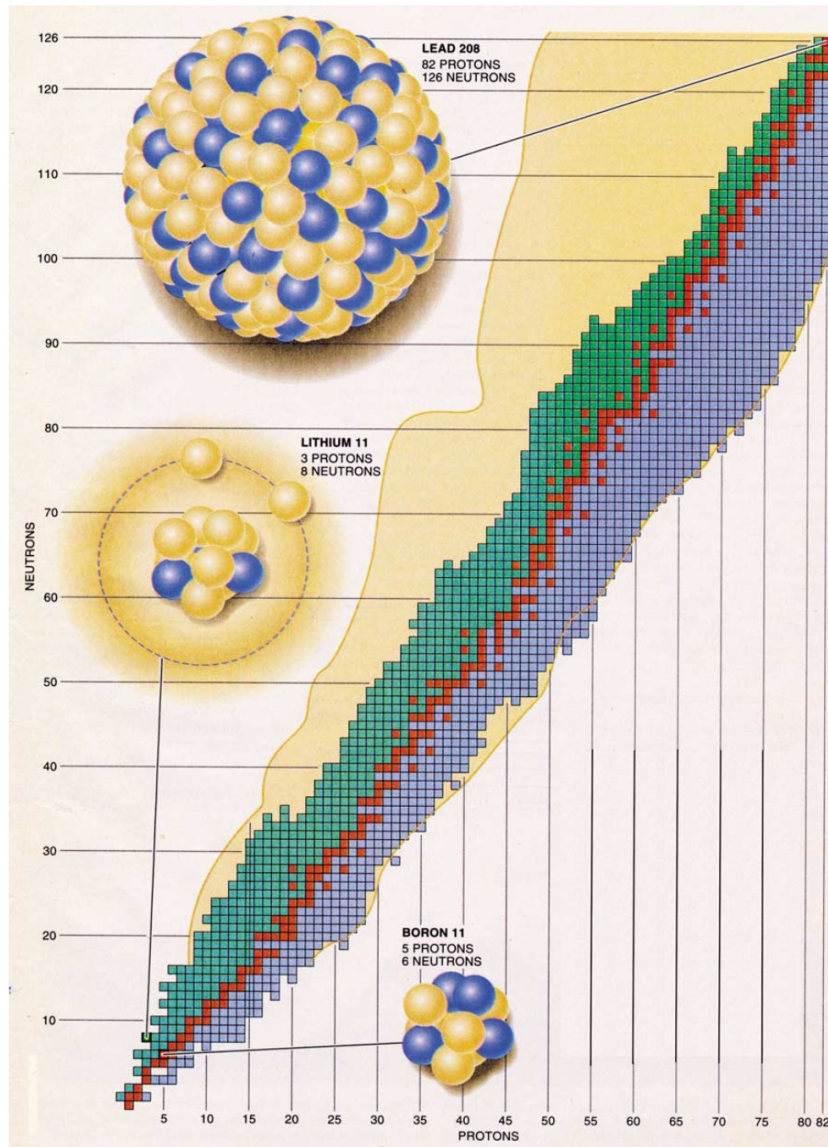 126
LEAD 208
82 PROTONS
126 NEUTRONS
120
110
100
90
80
LITHIUM 11
3 PROTONS
8 NEUTRONS
70
NEUTRONS
60
50
40
30
BORON 11
5 PROTONS
6 NEUTRONS
20
10
5 10 15 20 25 30 35 40 45 50 55 60 65 70 75 80 82
PROTONS